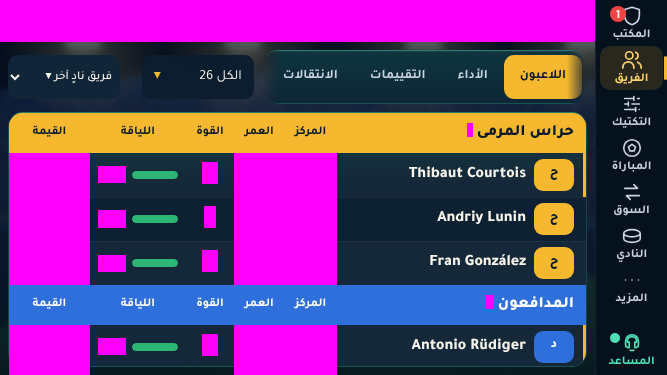 1
المكتب
الفريق
التكتيك
المباراة
السوق
النادي
...
المزيد
المساعد
اللاعبون
الأداء
التقييمات
الانتقالات
الكل 26
فريق نادٍ آخر
حراس المرمى المركز العمر القوة اللياقة القيمة
ح Thibaut Courtois
ح Andriy Lunin
ح Fran González
المدافعون المركز العمر القوة اللياقة القيمة
د Antonio Rüdiger